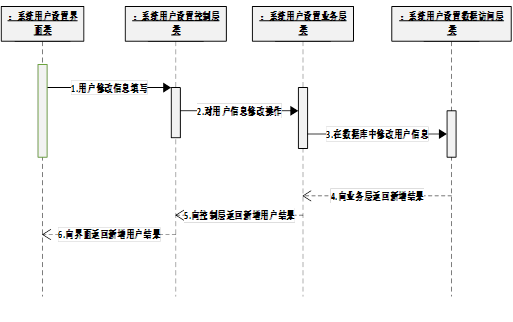 : 系统用户设置界
面类
: 系统用户设置控制层
类
: 系统用户设置业务层
类
: 系统用户设置数据访问层
类
1.用户修改信息填写
2.对用户信息修改操作
3.在数据库中修改用户信息
4.向业务层返回新增结果
5.向控制层返回新增用户结果
6.向界面返回新增用户结果